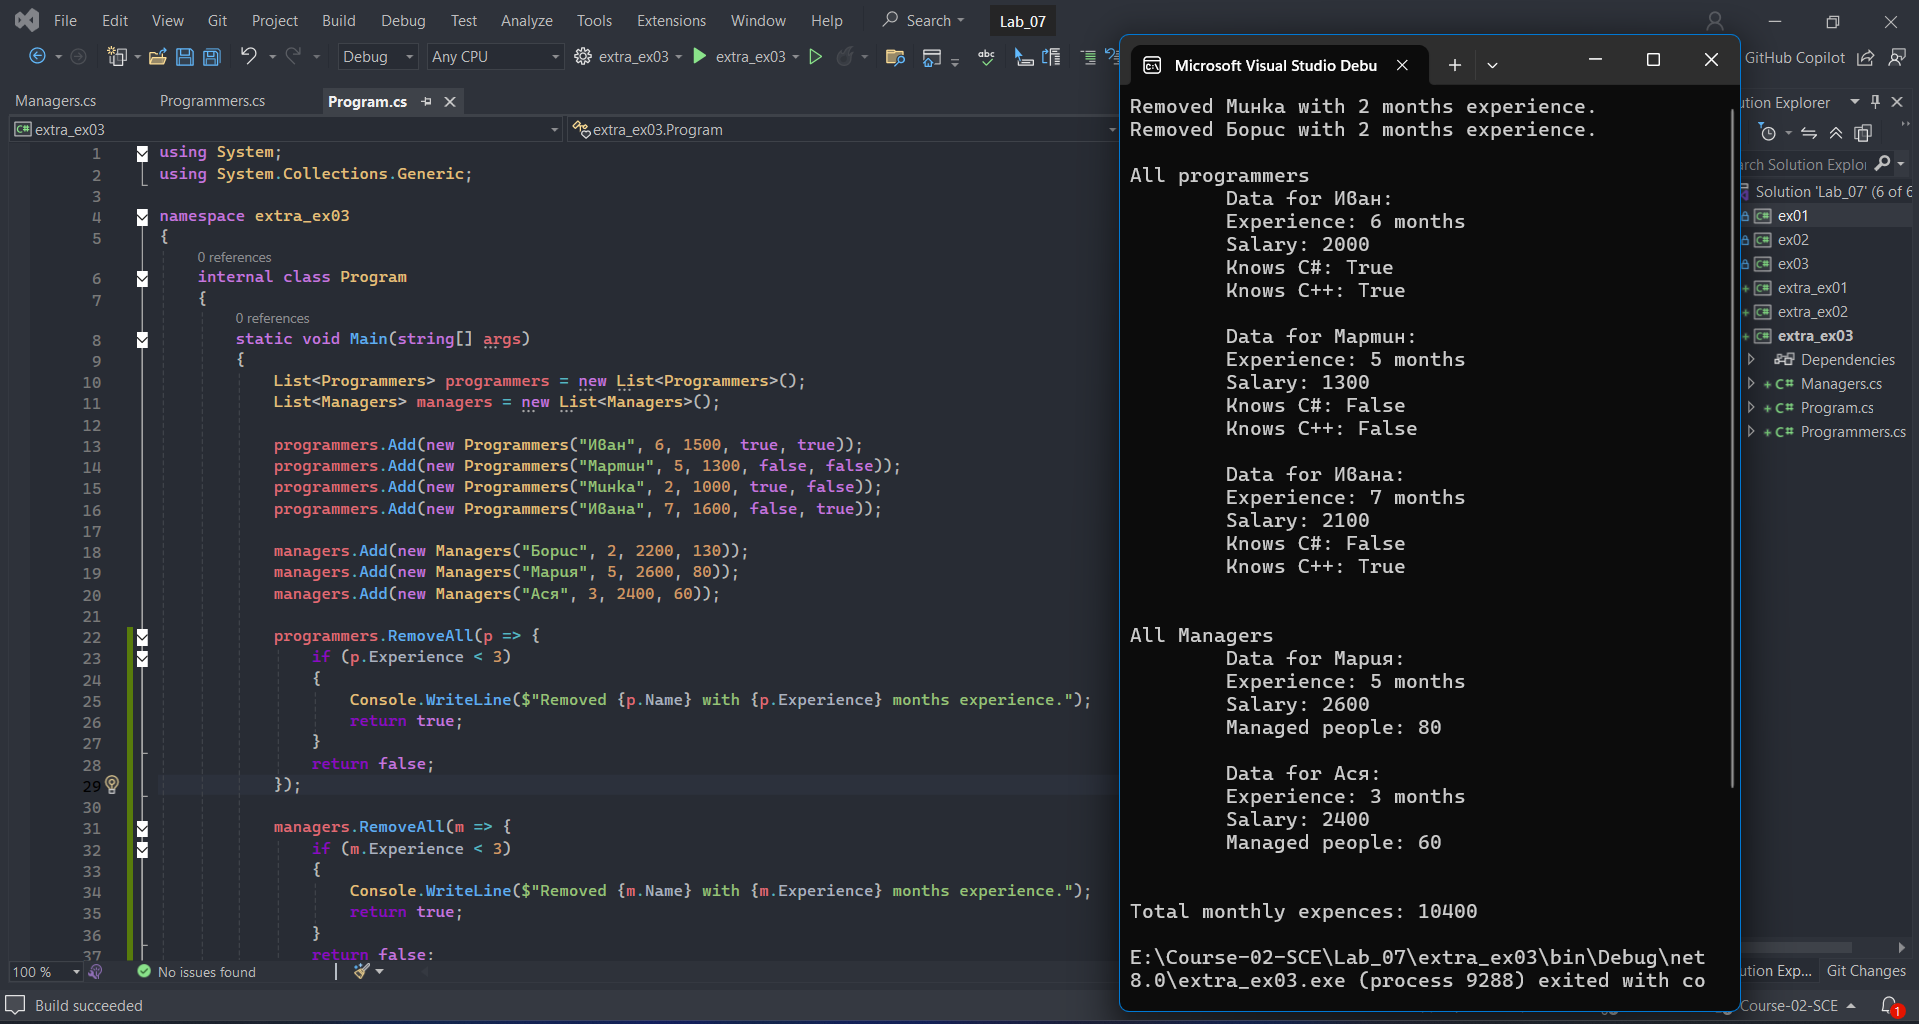 File Edit View Git Project Build Debug Test Analyze Tools Extensions Window Help Search Lab_07
Debug Any CPU extra_ex03 extra_ex03 GitHub Copilot
Managers.cs Programmers.cs Program.cs
extra_ex03 extra_ex03.Program
1 using System;
2 using System.Collections.Generic;
3
4 namespace extra_ex03
5 {
0 references
6 internal class Program
7 {
0 references
8 static void Main(string[] args)
9 {
10 List<Programmers> programmers = new List<Programmers>();
11 List<Managers> managers = new List<Managers>();
12
13 programmers.Add(new Programmers("Иван", 6, 1500, true, true));
14 programmers.Add(new Programmers("Мартин", 5, 1300, false, false));
15 programmers.Add(new Programmers("Минка", 2, 1000, true, false));
16 programmers.Add(new Programmers("Ивана", 7, 1600, false, true));
17
18 managers.Add(new Managers("Борис", 2, 2200, 130));
19 managers.Add(new Managers("Мария", 5, 2600, 80));
20 managers.Add(new Managers("Ася", 3, 2400, 60));
21
22 programmers.RemoveAll(p => {
23 if (p.Experience < 3)
24 {
25 Console.WriteLine($"Removed {p.Name} with {p.Experience} months experience.");
26 return true;
27 }
28 return false;
29 });
30
31 managers.RemoveAll(m => {
32 if (m.Experience < 3)
33 {
34 Console.WriteLine($"Removed {m.Name} with {m.Experience} months experience.");
35 return true;
36 }
37 return false;
100 % No issues found
Build succeeded
Microsoft Visual Studio Debu
Removed Минка with 2 months experience.
Removed Борис with 2 months experience.
All programmers
Data for Иван:
Experience: 6 months
Salary: 2000
Knows C#: True
Knows C++: True
Data for Мартин:
Experience: 5 months
Salary: 1300
Knows C#: False
Knows C++: False
Data for Ивана:
Experience: 7 months
Salary: 2100
Knows C#: False
Knows C++: True
All Managers
Data for Мария:
Experience: 5 months
Salary: 2600
Managed people: 80
Data for Ася:
Experience: 3 months
Salary: 2400
Managed people: 60
Total monthly expences: 10400
E:\Course-02-SCE\Lab_07\extra_ex03\bin\Debug\net
8.0\extra_ex03.exe (process 9288) exited with co
ution Explorer
rch Solution Explo
Solution 'Lab_07' (6 of 6
C# ex01
C# ex02
C# ex03
C# extra_ex01
C# extra_ex02
C# extra_ex03
Dependencies
C# Managers.cs
C# Program.cs
C# Programmers.cs
ution Exp... Git Changes
Course-02-SCE 1